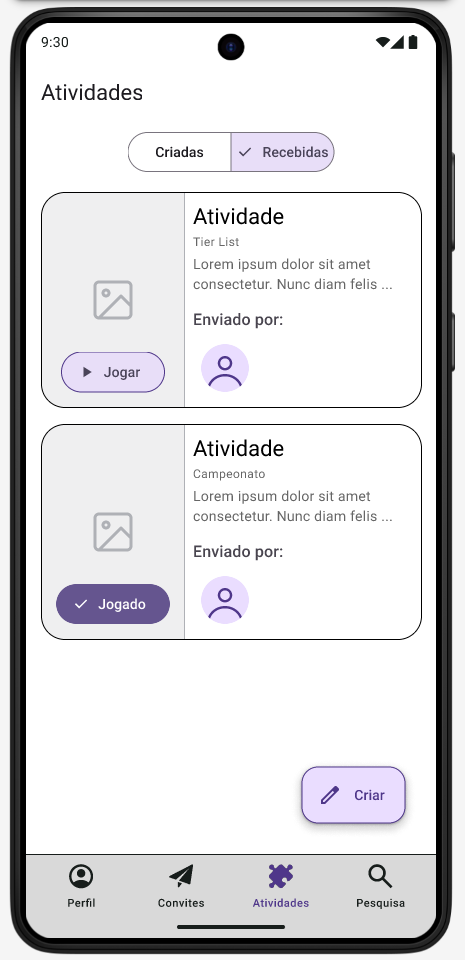 9:30
Atividades
Criadas
Recebidas
Atividade
Tier List
Lorem ipsum dolor sit amet
consectetur. Nunc diam felis ...
Enviado por:
Jogar
Atividade
Campeonato
Lorem ipsum dolor sit amet
consectetur. Nunc diam felis ...
Enviado por:
Jogado
Criar
Perfil
Convites
Atividades
Pesquisa